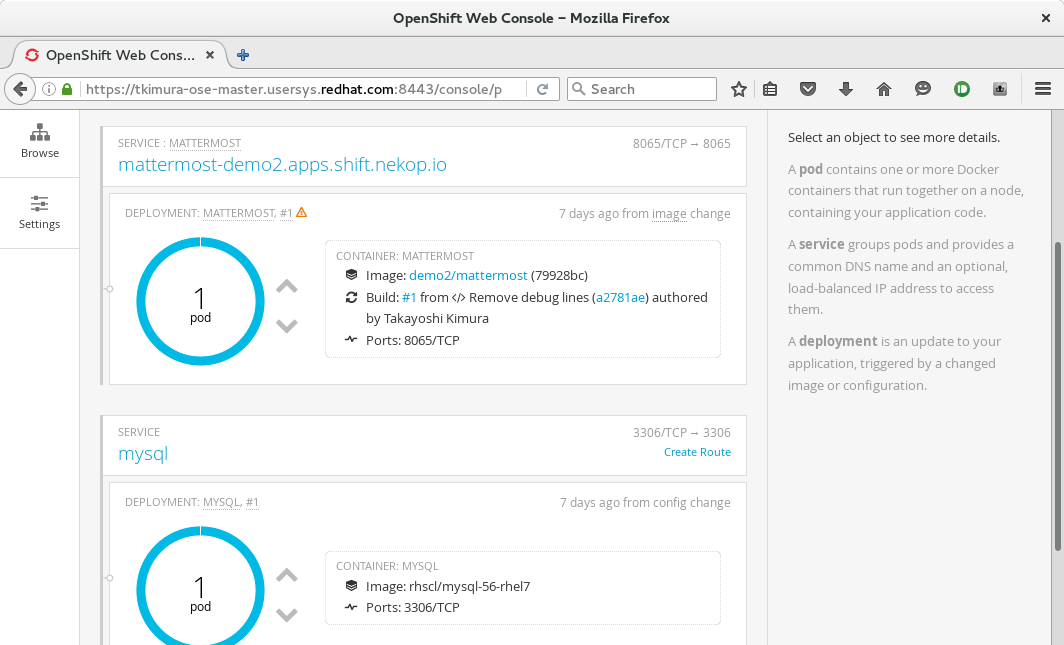 OpenShift Web Console – Mozilla Firefox
OpenShift Web Cons...
https://tkimura-ose-master.usersys.redhat.com:8443/console/p
Search
Browse
Settings
SERVICE : MATTERMOST
8065/TCP → 8065
mattermost-demo2.apps.shift.nekop.io
DEPLOYMENT: MATTERMOST, #1
7 days ago from image change
1
pod
CONTAINER: MATTERMOST
Image: demo2/mattermost (79928bc)
Build: #1 from </> Remove debug lines (a2781ae) authored
by Takayoshi Kimura
Ports: 8065/TCP
SERVICE
3306/TCP → 3306
mysql
Create Route
DEPLOYMENT: MYSQL, #1
7 days ago from config change
1
pod
CONTAINER: MYSQL
Image: rhscl/mysql-56-rhel7
Ports: 3306/TCP
Select an object to see more details.
A pod contains one or more Docker
containers that run together on a node,
containing your application code.
A service groups pods and provides a
common DNS name and an optional,
load-balanced IP address to access
them.
A deployment is an update to your
application, triggered by a changed
image or configuration.